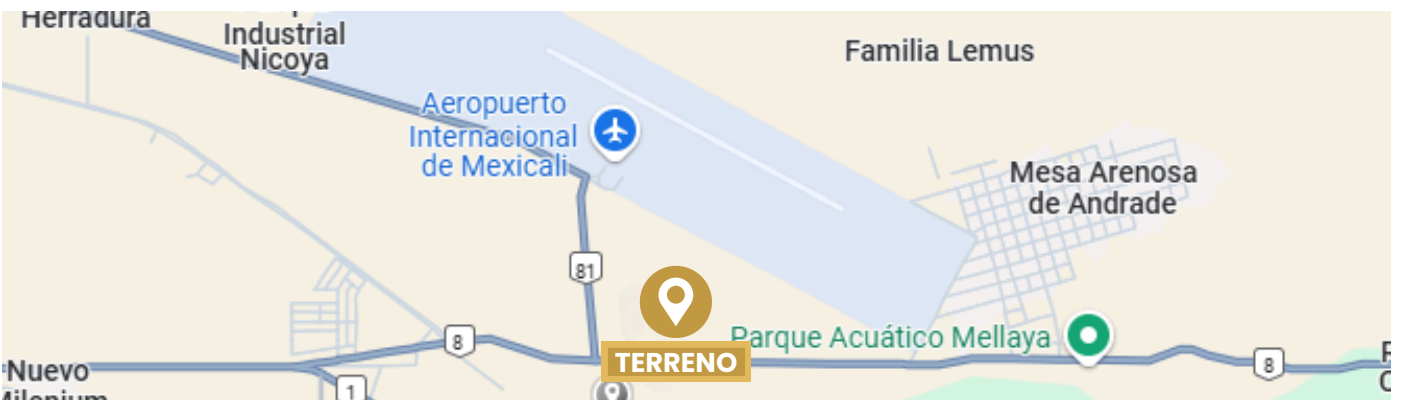 Herradura
Industrial
Nicoya
Familia Lemus
Aeropuerto
Internacional
de Mexicali
Mesa Arenosa
de Andrade
81
Parque Acuático Mellaya
8
TERRENO
8
Nuevo
Milenium
1